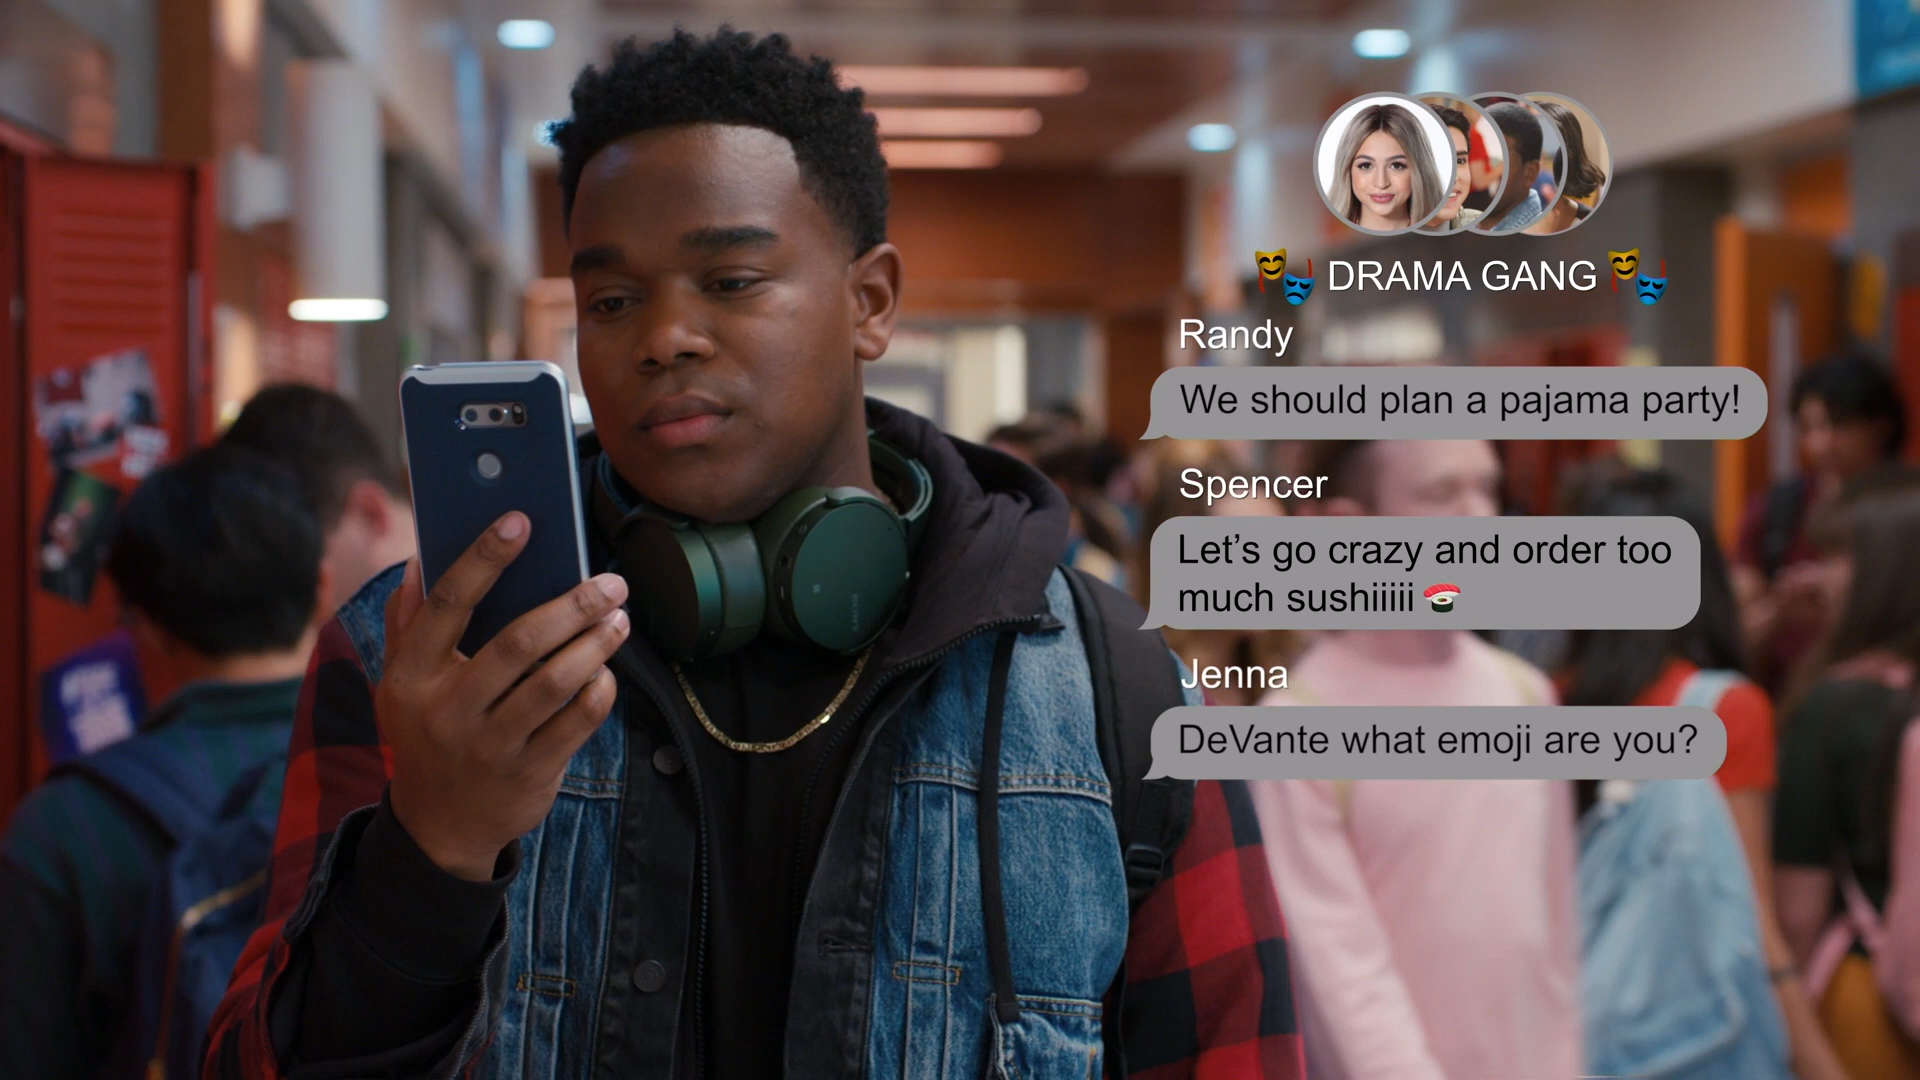 🎭 DRAMA GANG 🎭
Randy
We should plan a pajama party!
Spencer
Let’s go crazy and order too
much sushiiiii 🍣
Jenna
DeVante what emoji are you?